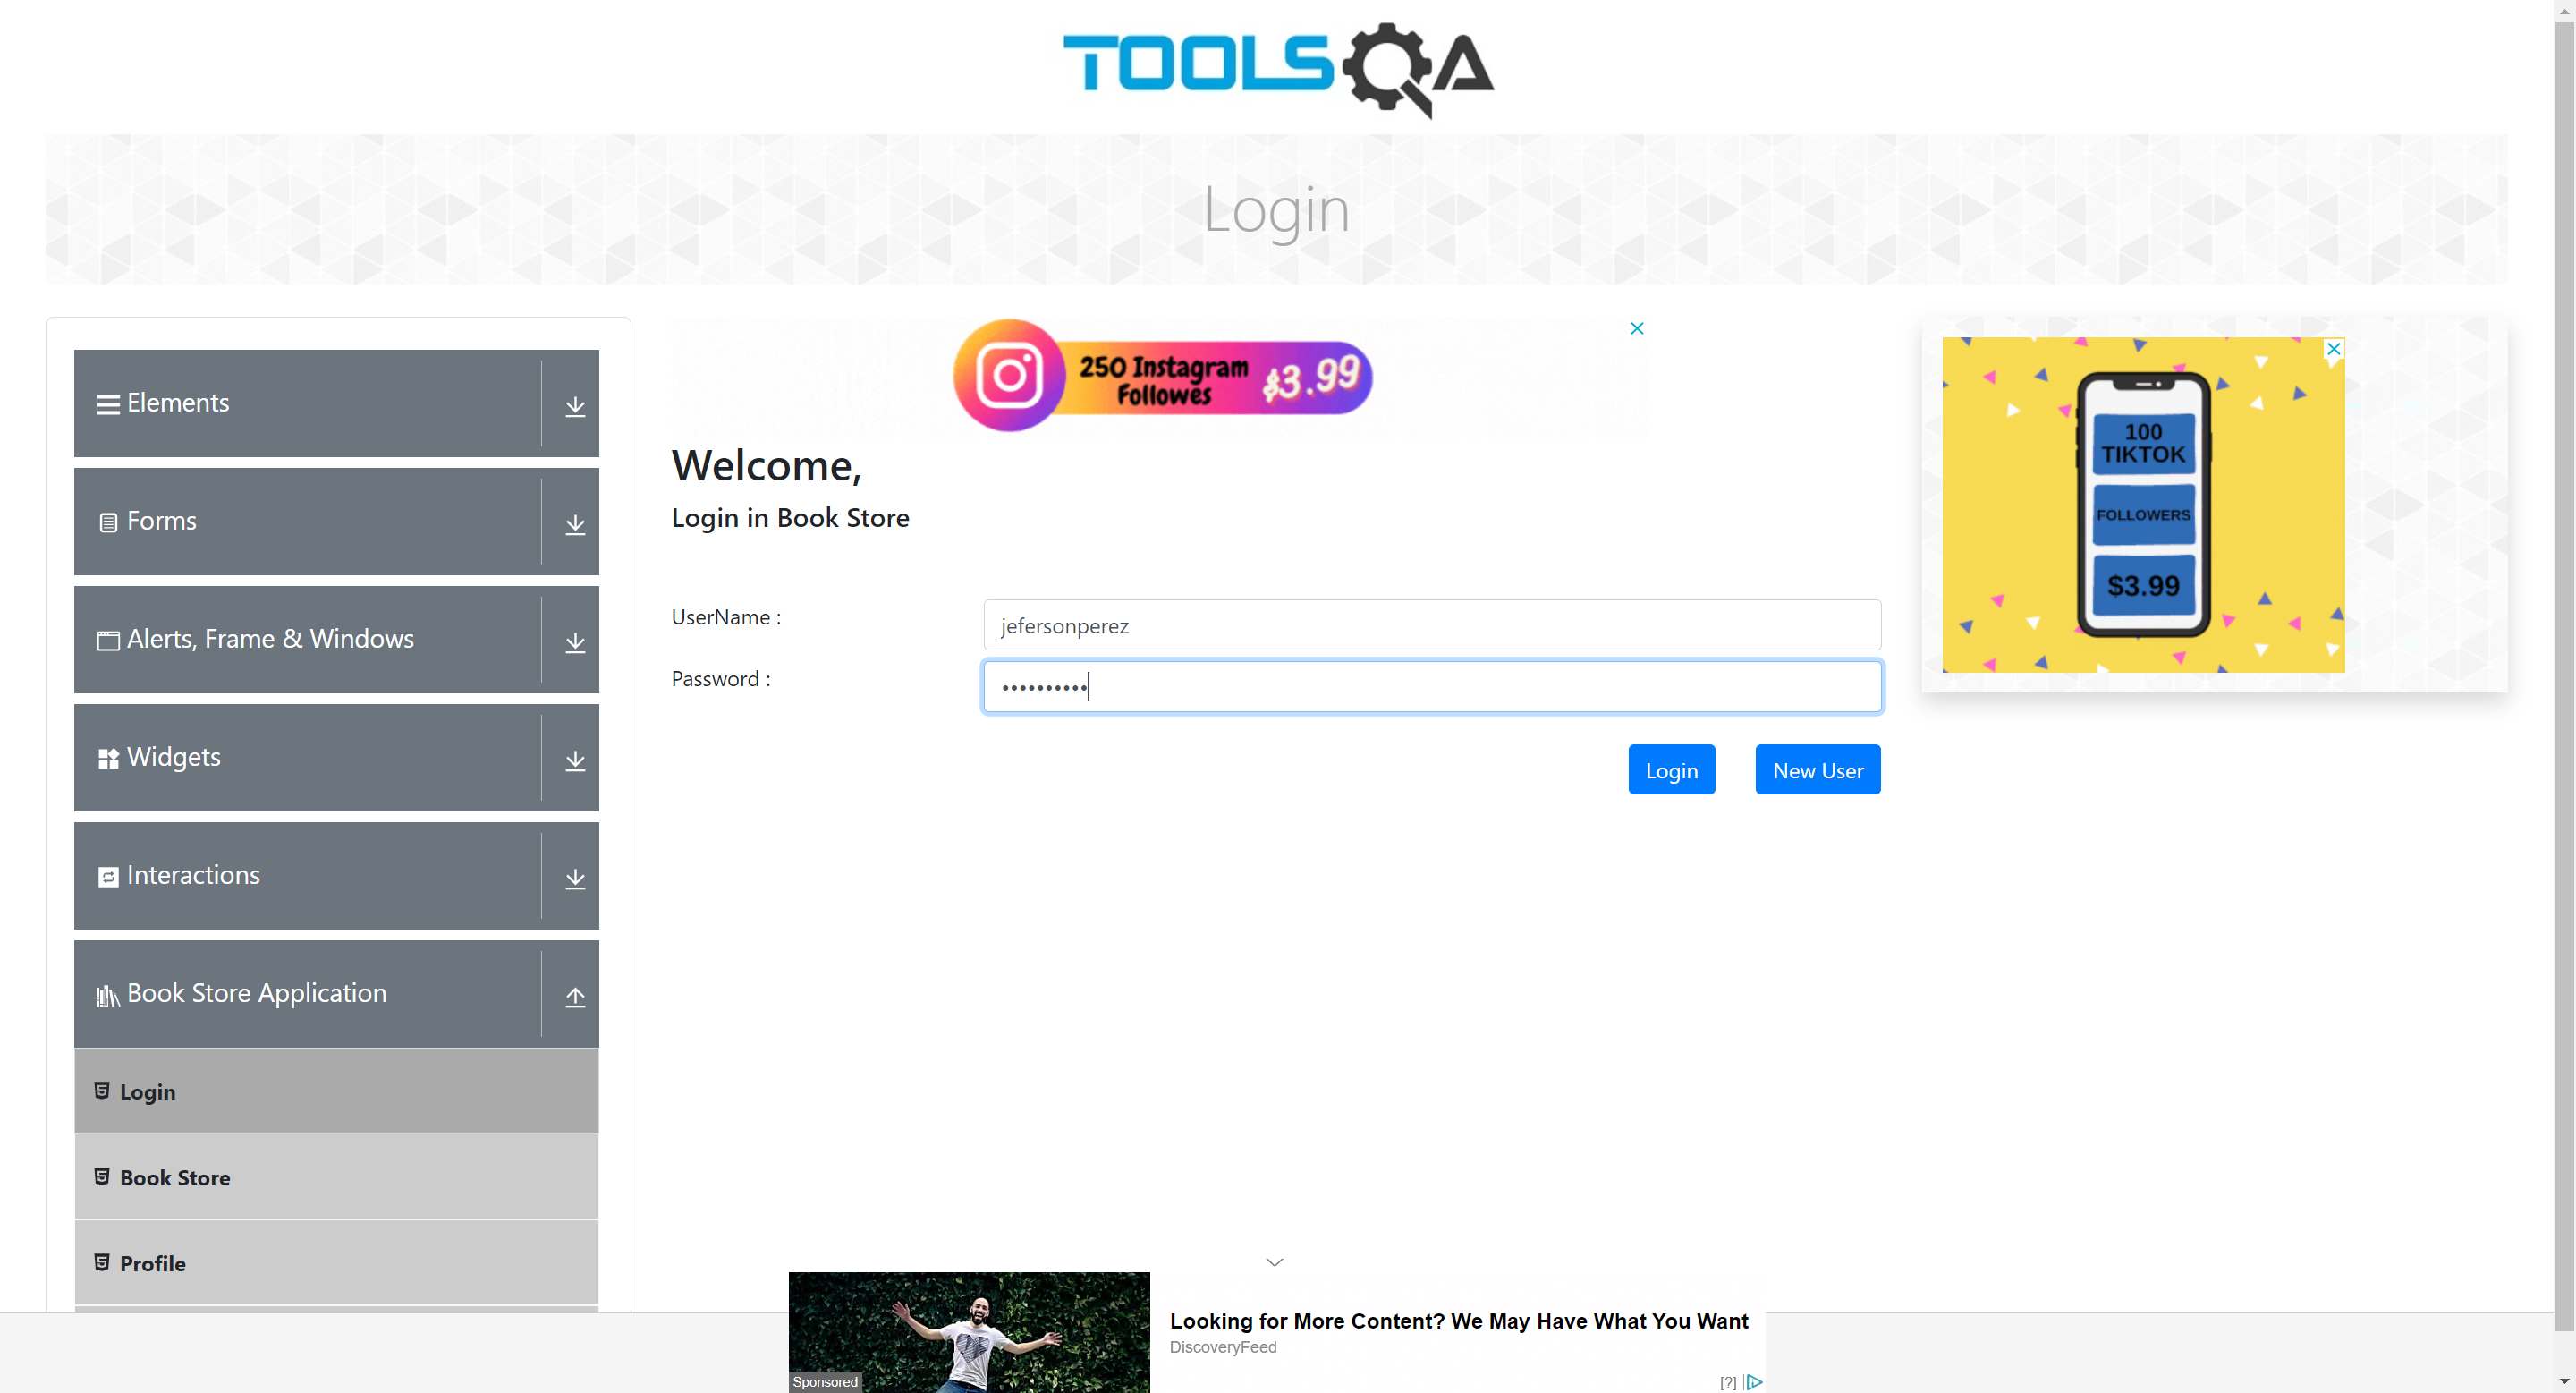 TOOLSQA
Login
Elements
Forms
Alerts, Frame & Windows
Widgets
Interactions
Book Store Application
Login
Book Store
Profile
250 Instagram
Followes
$3.99
Welcome,
Login in Book Store
UserName :
jefersonperez
Password :
••••••••••
Login
New User
100
TIKTOK
FOLLOWERS
$3.99
Sponsored
Looking for More Content? We May Have What You Want
DiscoveryFeed
[?]